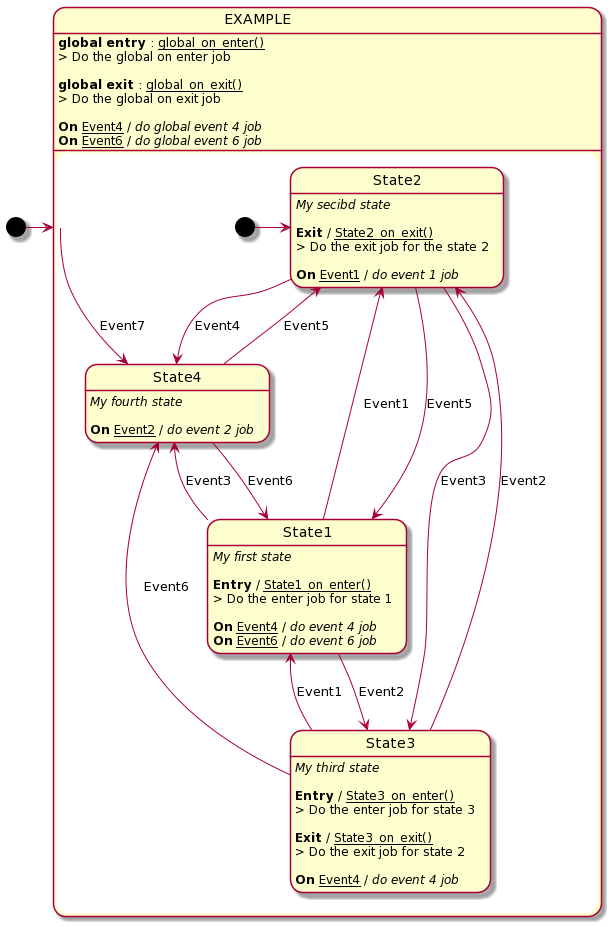 EXAMPLE
global entry : global_on_enter()
> Do the global on enter job
global exit : global_on_exit()
> Do the global on exit job
On Event4 / do global event 4 job
On Event6 / do global event 6 job
State2
My secibd state
Exit / State2_on_exit()
> Do the exit job for the state 2
On Event1 / do event 1 job
Event7
Event4
Event5
State4
My fourth state
On Event2 / do event 2 job
Event1
Event5
Event3
Event6
Event3
Event2
State1
My first state
Entry / State1_on_enter()
> Do the enter job for state 1
On Event4 / do event 4 job
On Event6 / do event 6 job
Event6
Event1
Event2
State3
My third state
Entry / State3_on_enter()
> Do the enter job for state 3
Exit / State3_on_exit()
> Do the exit job for state 2
On Event4 / do event 4 job